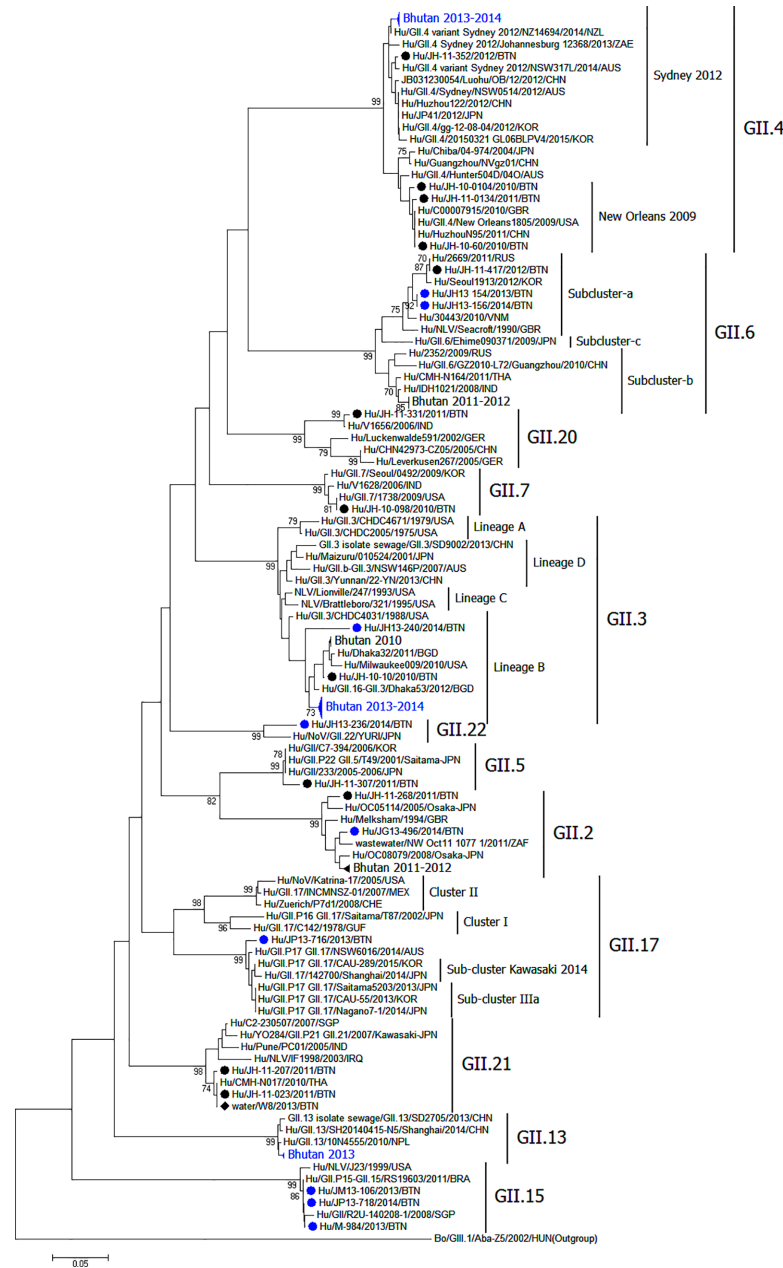 Bhutan 2013-2014
Hu/GII.4 variant Sydney 2012/NZ14694/2014/NZL
Hu/GII.4 Sydney 2012/Johannesburg 12368/2013/ZAE
Hu/JH-11-352/2012/BTN
Hu/GII.4 variant Sydney 2012/NSW317L/2014/AUS
JB031230054/Luohu/OB/12/2012/CHN
Sydney 2012
Hu/GII.4/Sydney/NSW0514/2012/AUS
99
Hu/Huzhou122/2012/CHN
Hu/JP41/2012/JPN
Hu/GII.4/gg-12-08-04/2012/KOR
GII.4
Hu/GII.4/20150321 GL06BLPV4/2015/KOR
75
Hu/Chiba/04-974/2004/JPN
Hu/Guangzhou/NVgz01/CHN
Hu/GII.4/Hunter504D/04O/AUS
Hu/JH-10-0104/2010/BTN
Hu/JH-11-0134/2011/BTN
Hu/C00007915/2010/GBR
Hu/GII.4/New Orleans1805/2009/USA
New Orleans 2009
Hu/HuzhouN95/2011/CHN
Hu/JH-10-60/2010/BTN
70
Hu/2669/2011/RUS
87
Hu/JH-11-417/2012/BTN
Hu/Seoul1913/2012/KOR
Hu/JH13 154/2013/BTN
Subcluster-a
92
Hu/JH13-156/2014/BTN
75
Hu/30443/2010/VNM
Hu/NLV/Seacroft/1990/GBR
GII.6
Hu/GII.6/Ehime090371/2009/JPN
Subcluster-c
99
Hu/2352/2009/RUS
Hu/GII.6/GZ2010-L72/Guangzhou/2010/CHN
Hu/CMH-N164/2011/THA
Subcluster-b
70
Hu/IDH1021/2008/IND
85
Bhutan 2011-2012
99
Hu/JH-11-331/2011/BTN
Hu/V1656/2006/IND
99
Hu/Luckenwalde591/2002/GER
GII.20
79
Hu/CHN42973-CZ05/2005/CHN
99
Hu/Leverkusen267/2005/GER
Hu/GII.7/Seoul/0492/2009/KOR
99
Hu/V1628/2006/IND
GII.7
Hu/GII.7/1738/2009/USA
81
Hu/JH-10-098/2010/BTN
79
Hu/GII.3/CHDC4671/1979/USA
Lineage A
Hu/GII.3/CHDC2005/1975/USA
GII.3 isolate sewage/GII.3/SD9002/2013/CHN
Hu/Maizuru/010524/2001/JPN
Lineage D
99
Hu/GII.b-GII.3/NSW146P/2007/AUS
Hu/GII.3/Yunnan/22-YN/2013/CHN
NLV/Lionville/247/1993/USA
Lineage C
NLV/Brattleboro/321/1995/USA
Hu/GII.3/CHDC4031/1988/USA
GII.3
Hu/JH13-240/2014/BTN
Bhutan 2010
Hu/Dhaka32/2011/BGD
Hu/Milwaukee009/2010/USA
Lineage B
Hu/JH-10-10/2010/BTN
Hu/GII.16-GII.3/Dhaka53/2012/BGD
73
Bhutan 2013-2014
Hu/JH13-236/2014/BTN
GII.22
99
Hu/NoV/GII.22/YURI/JPN
Hu/GII/C7-394/2006/KOR
78
Hu/GII.P22 GII.5/T49/2001/Saitama-JPN
99
Hu/GII/233/2005-2006/JPN
GII.5
Hu/JH-11-307/2011/BTN
82
Hu/JH-11-268/2011/BTN
Hu/OC05114/2005/Osaka-JPN
99
Hu/Melksham/1994/GBR
Hu/JG13-496/2014/BTN
GII.2
wastewater/NW Oct11 1077 1/2011/ZAF
Hu/OC08079/2008/Osaka-JPN
Bhutan 2011-2012
Hu/NoV/Katrina-17/2005/USA
99
Hu/GII.17/INCMNSZ-01/2007/MEX
Cluster II
98
Hu/Zuerich/P7d1/2008/CHE
Hu/GII.P16 GII.17/Saitama/T87/2002/JPN
Cluster I
96
Hu/GII.17/C142/1978/GUF
Hu/JP13-716/2013/BTN
GII.17
99
Hu/GII.P17 GII.17/NSW6016/2014/AUS
Hu/GII.P17 GII.17/CAU-289/2015/KOR
Sub-cluster Kawasaki 2014
Hu/GII.17/142700/Shanghai/2014/JPN
Hu/GII.P17 GII.17/Saitama5203/2013/JPN
Hu/GII.P17 GII.17/CAU-55/2013/KOR
Sub-cluster IIIa
Hu/GII.P17 GII.17/Nagano7-1/2014/JPN
Hu/C2-230507/2007/SGP
Hu/YO284/GII.P21 GII.21/2007/Kawasaki-JPN
Hu/Pune/PC01/2005/IND
Hu/NLV/IF1998/2003/IRQ
GII.21
98
Hu/JH-11-207/2011/BTN
Hu/CMH-N017/2010/THA
74
Hu/JH-11-023/2011/BTN
water/W8/2013/BTN
GII.13 isolate sewage/GII.13/SD2705/2013/CHN
Hu/GII.13/SH20140415-N5/Shanghai/2014/CHN
GII.13
99
Hu/GII.13/10N4555/2010/NPL
Bhutan 2013
Hu/NLV/J23/1999/USA
99
Hu/GII.P15-GII.15/RS19603/2011/BRA
86
Hu/JM13-106/2013/BTN
GII.15
Hu/JP13-718/2014/BTN
Hu/GII/R2U-140208-1/2008/SGP
Hu/M-984/2013/BTN
Bo/GIII.1/Aba-Z5/2002/HUN(Outgroup)
0.05